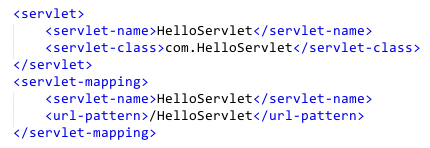 <servlet>
    <servlet-name>HelloServlet</servlet-name>
    <servlet-class>com.HelloServlet</servlet-class>
</servlet>
<servlet-mapping>
    <servlet-name>HelloServlet</servlet-name>
    <url-pattern>/HelloServlet</url-pattern>
</servlet-mapping>